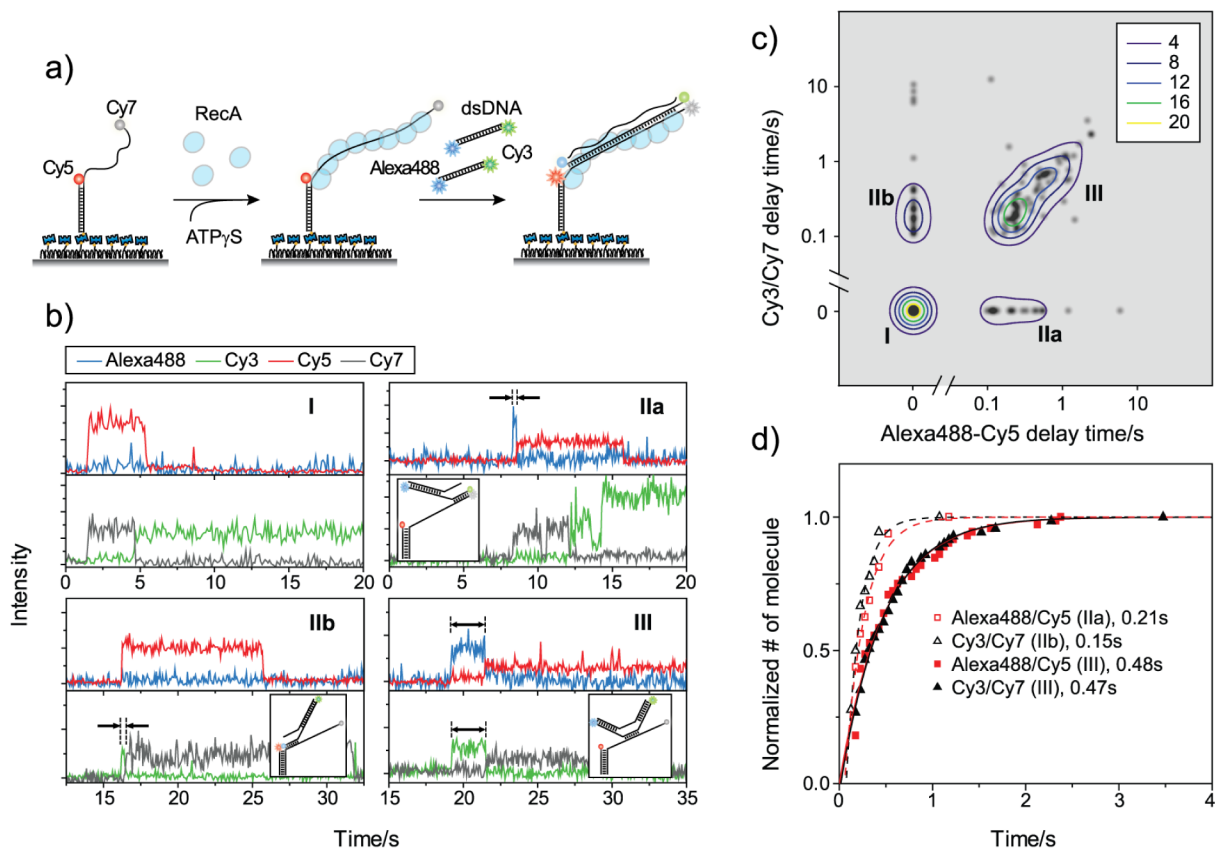 a)
Cy7
RecA
Cy5
ATPγS
dsDNA
Alexa488
Cy3
b)
Alexa488 Cy3 Cy5 Cy7
I
IIa
0 5 10 15 20
0 5 10 15 20
IIb
III
15 20 25 30
15 20 25 30 35
Intensity
Time/s
c)
4
8
12
16
20
10
1
0.1
0
IIb
III
I
IIa
0 0.1 1 10
Cy3/Cy7 delay time/s
Alexa488-Cy5 delay time/s
d)
1.0
0.5
0.0
Alexa488/Cy5 (IIa), 0.21s
Cy3/Cy7 (IIb), 0.15s
Alexa488/Cy5 (III), 0.48s
Cy3/Cy7 (III), 0.47s
0 1 2 3 4
Normalized # of molecule
Time/s